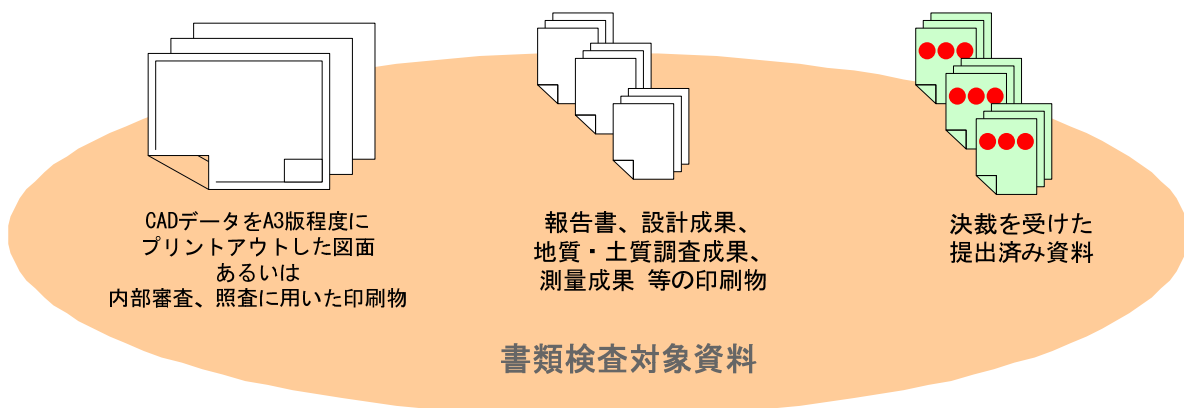 CADデータをA3版程度に
プリントアウトした図面
あるいは
内部審査、照査に用いた印刷物
報告書、設計成果、
地質・土質調査成果、
測量成果 等の印刷物
決裁を受けた
提出済み資料
書類検査対象資料